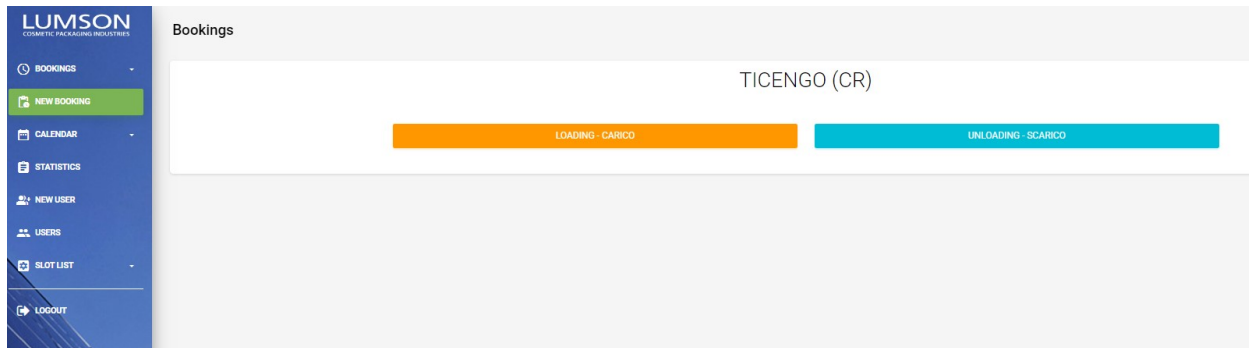 LUMSON
COSMETIC PACKAGING INDUSTRIES
BOOKINGS
NEW BOOKING
CALENDAR
STATISTICS
NEW USER
USERS
SLOT LIST
LOGOUT
Bookings
TICENGO (CR)
LOADING - CARICO
UNLOADING - SCARICO